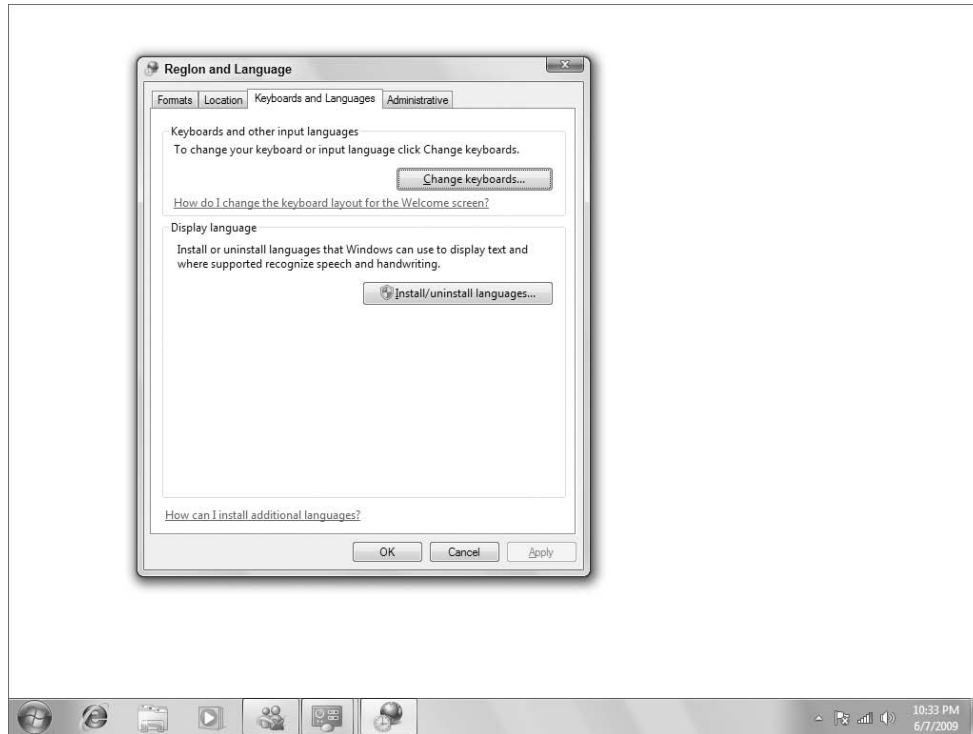 Region and Language
Formats Location Keyboards and Languages Administrative
Keyboards and other input languages
To change your keyboard or input language click Change keyboards.
Change keyboards...
How do I change the keyboard layout for the Welcome screen?
Display language
Install or uninstall languages that Windows can use to display text and
where supported recognize speech and handwriting.
Install/uninstall languages...
How can I install additional languages?
OK Cancel Apply
10:33 PM
6/7/2009